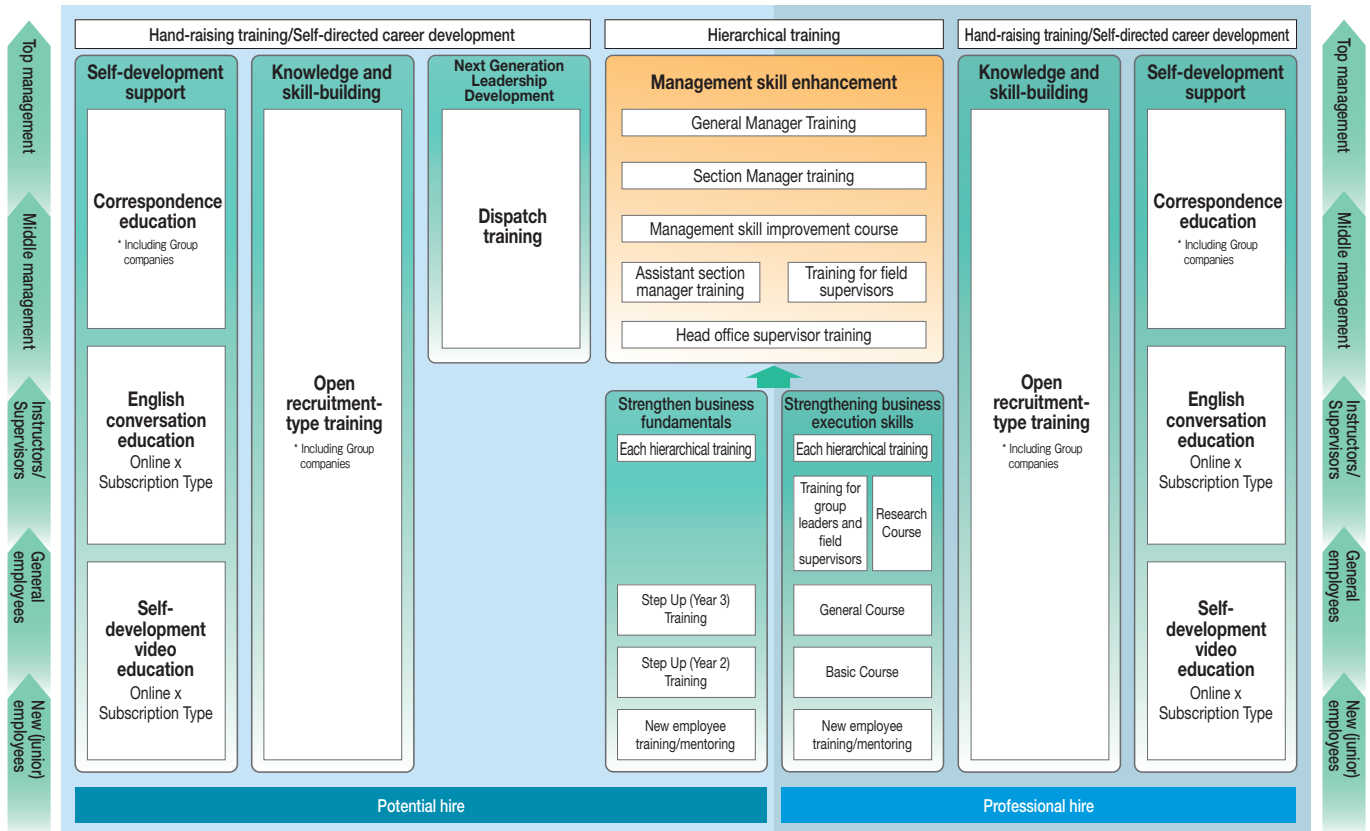 Top management
Middle management
Instructors/
Supervisors
General
employees
New (junior)
employees
Hand-raising training/Self-directed career development
Self-development
support
Correspondence
education
* Including Group
companies
English
conversation
education
Online x
Subscription Type
Self-
development
video
education
Online x
Subscription Type
Knowledge and
skill-building
Open
recruitment-
type training
* Including Group
companies
Next Generation
Leadership
Development
Dispatch
training
Hierarchical training
Management skill enhancement
General Manager Training
Section Manager training
Management skill improvement course
Assistant section
manager training
Training for field
supervisors
Head office supervisor training
Strengthen business
fundamentals
Each hierarchical training
Step Up (Year 3)
Training
Step Up (Year 2)
Training
New employee
training/mentoring
Strengthening business
execution skills
Each hierarchical training
Training for
group
leaders and
field
supervisors
Research
Course
General Course
Basic Course
New employee
training/mentoring
Hand-raising training/Self-directed career development
Knowledge and
skill-building
Open
recruitment-
type training
* Including Group
companies
Self-development
support
Correspondence
education
* Including Group
companies
English
conversation
education
Online x
Subscription Type
Self-
development
video
education
Online x
Subscription Type
Potential hire
Professional hire
Top management
Middle management
Instructors/
Supervisors
General
employees
New (junior)
employees